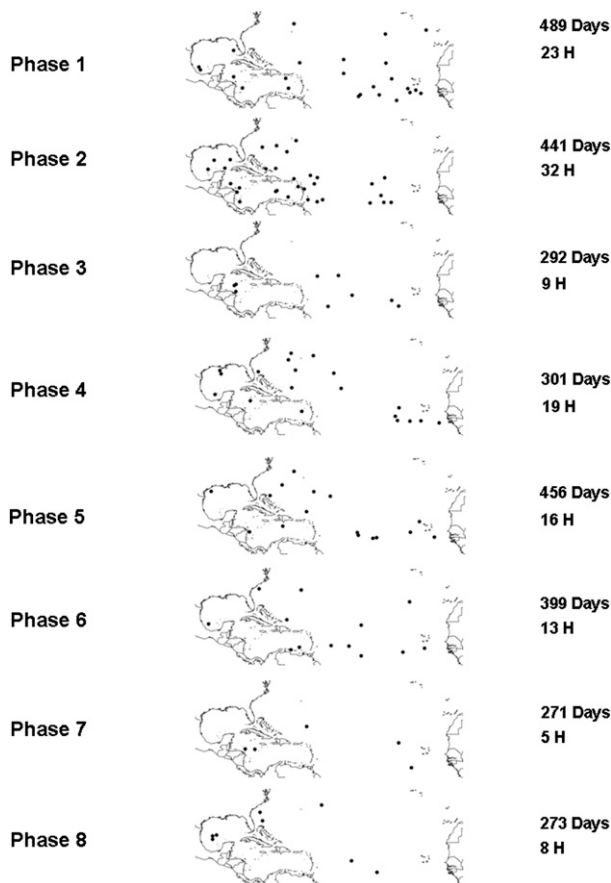 489 Days
Phase 1
23 H
441 Days
Phase 2
32 H
292 Days
Phase 3
9 H
301 Days
Phase 4
19 H
456 Days
Phase 5
16 H
399 Days
Phase 6
13 H
271 Days
Phase 7
5 H
273 Days
Phase 8
8 H